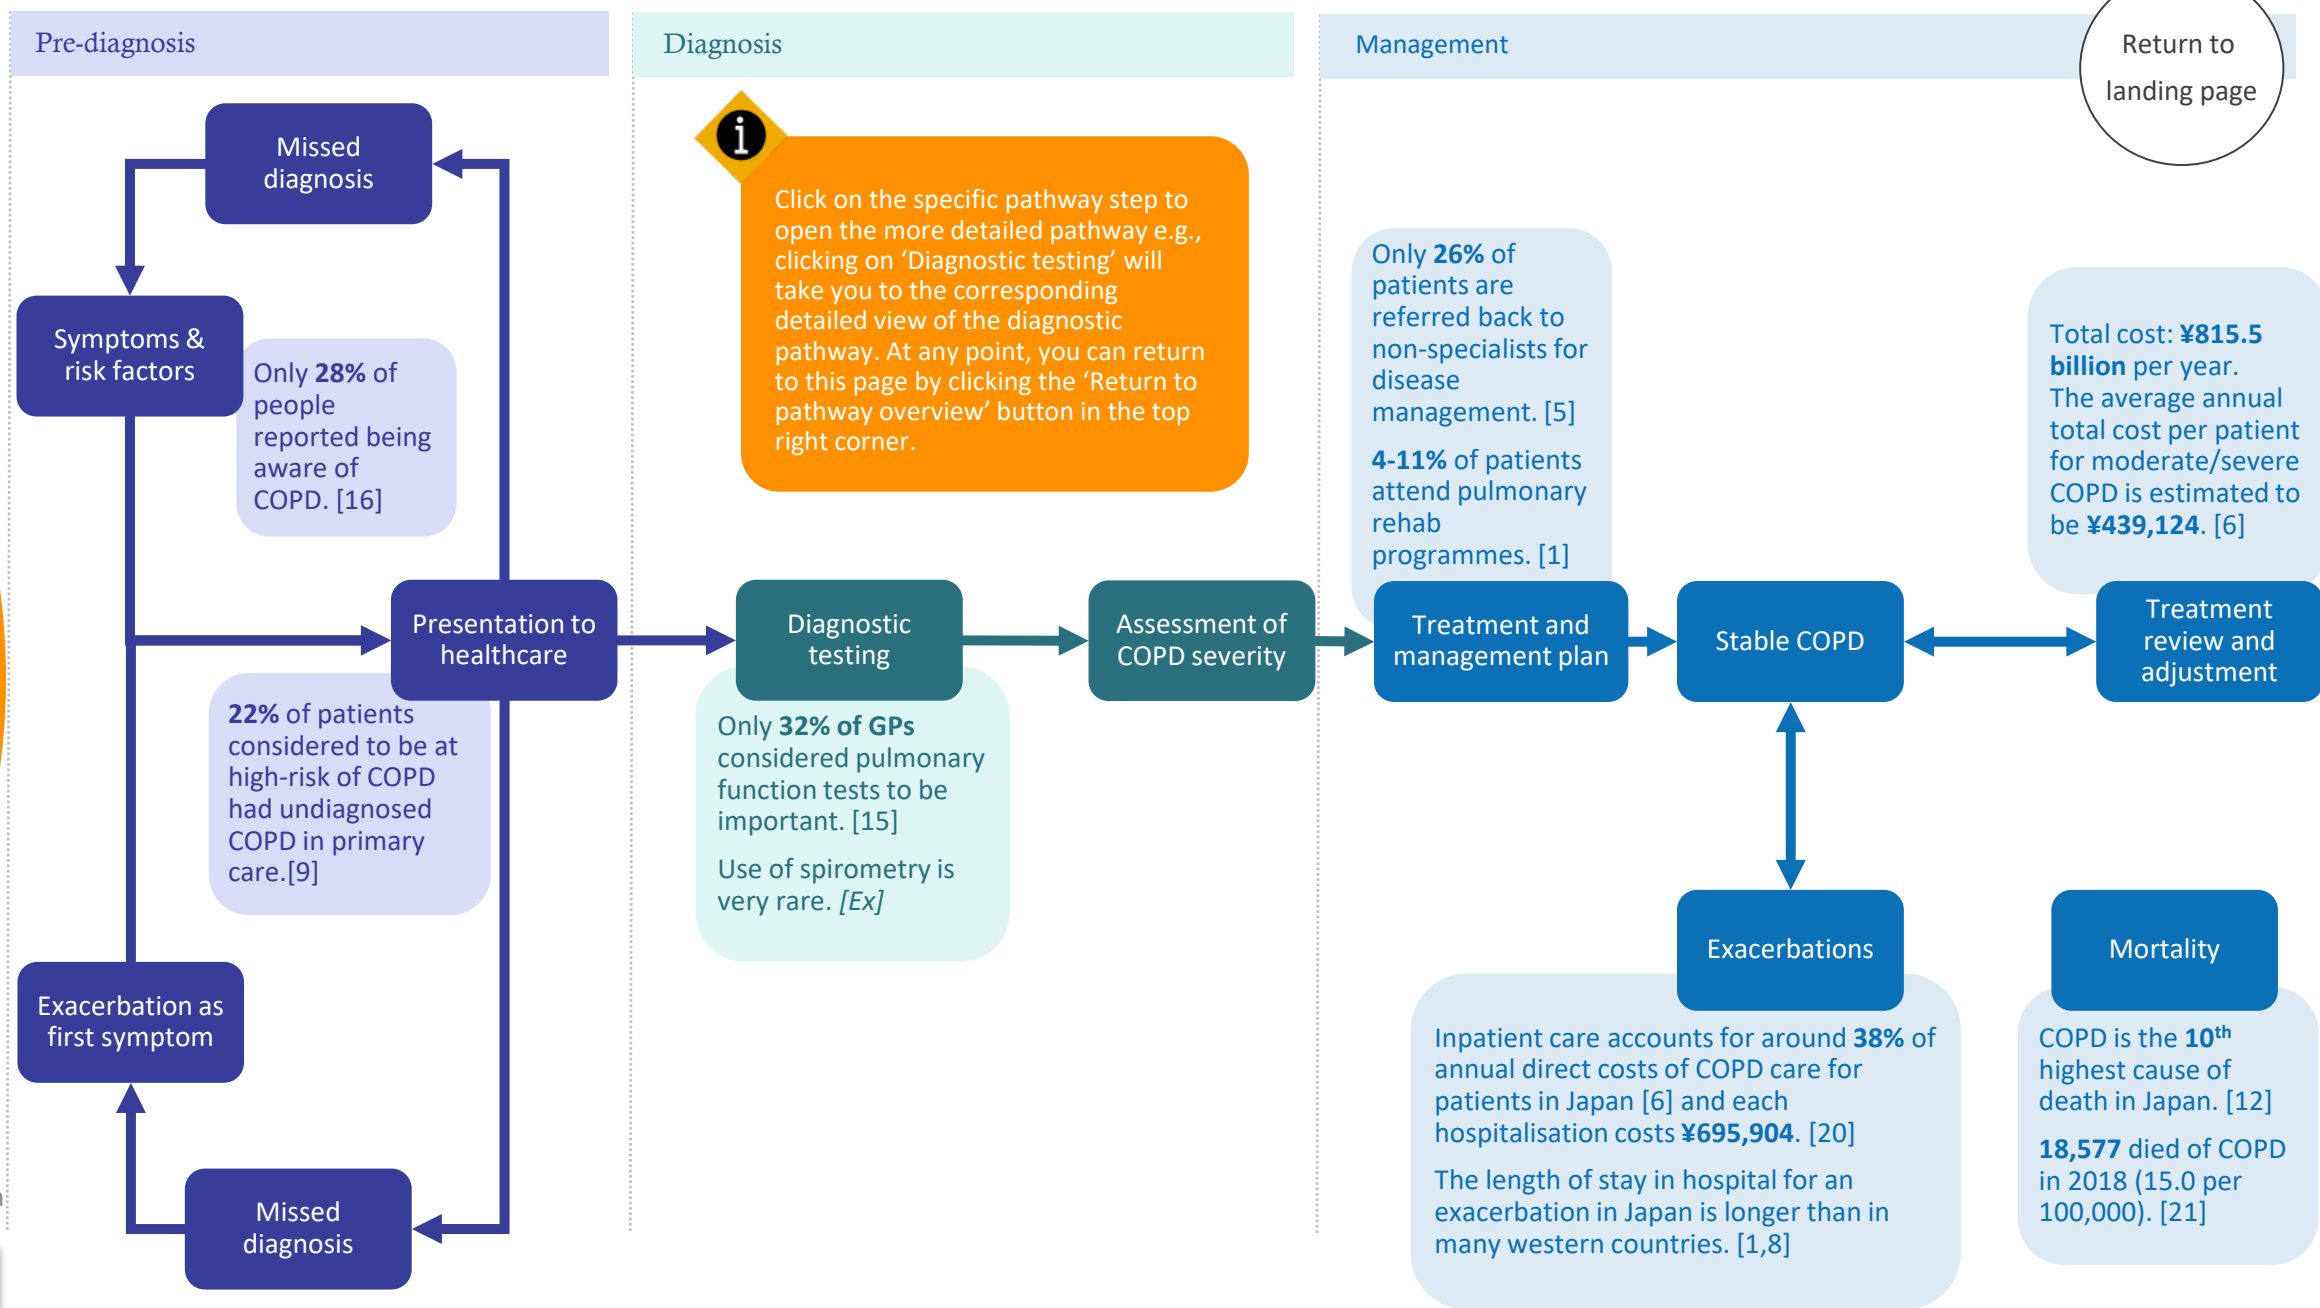 Pre-diagnosis
Diagnosis
Management
Return to
landing page
Missed
diagnosis
Symptoms &
risk factors
Only 28% of
people
reported being
aware of
COPD. [16]
Presentation to
healthcare
22% of patients
considered to be at
high-risk of COPD
had undiagnosed
COPD in primary
care.[9]
Exacerbation as
first symptom
Missed
diagnosis
Click on the specific pathway step to
open the more detailed pathway e.g.,
clicking on ‘Diagnostic testing’ will
take you to the corresponding
detailed view of the diagnostic
pathway. At any point, you can return
to this page by clicking the ‘Return to
pathway overview’ button in the top
right corner.
Diagnostic
testing
Only 32% of GPs
considered pulmonary
function tests to be
important. [15]
Use of spirometry is
very rare. [Ex]
Assessment of
COPD severity
Only 26% of
patients are
referred back to
non-specialists for
disease
management. [5]
4-11% of patients
attend pulmonary
rehab
programmes. [1]
Treatment and
management plan
Stable COPD
Total cost: ¥815.5
billion per year.
The average annual
total cost per patient
for moderate/severe
COPD is estimated to
be ¥439,124. [6]
Treatment
review and
adjustment
Exacerbations
Inpatient care accounts for around 38% of
annual direct costs of COPD care for
patients in Japan [6] and each
hospitalisation costs ¥695,904. [20]
The length of stay in hospital for an
exacerbation in Japan is longer than in
many western countries. [1,8]
Mortality
COPD is the 10th
highest cause of
death in Japan. [12]
18,577 died of COPD
in 2018 (15.0 per
100,000). [21]